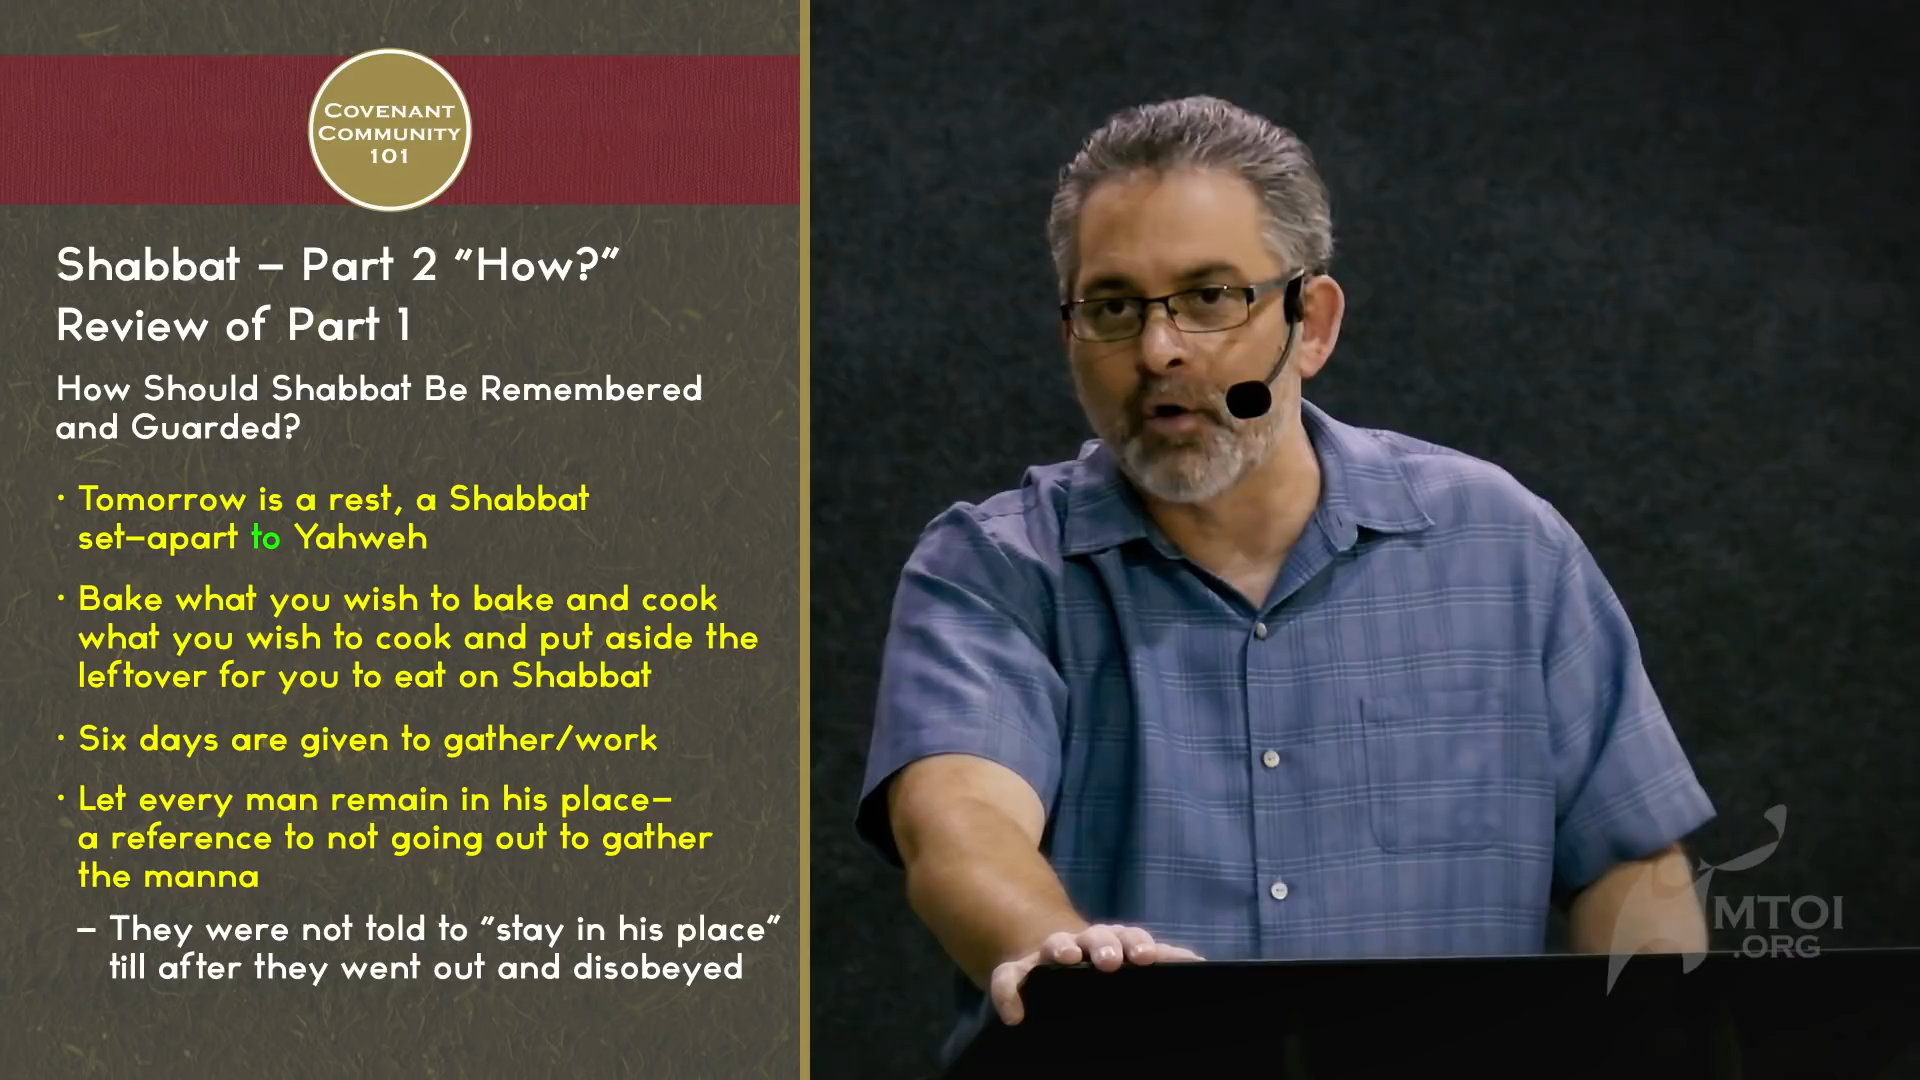 COVENANT
COMMUNITY
101
Shabbat – Part 2 “How?”
Review of Part 1
How Should Shabbat Be Remembered
and Guarded?
· Tomorrow is a rest, a Shabbat
set–apart to Yahweh
· Bake what you wish to bake and cook
what you wish to cook and put aside the
leftover for you to eat on Shabbat
· Six days are given to gather/work
· Let every man remain in his place–
a reference to not going out to gather
the manna
– They were not told to “stay in his place”
till after they went out and disobeyed
MTOI
.ORG